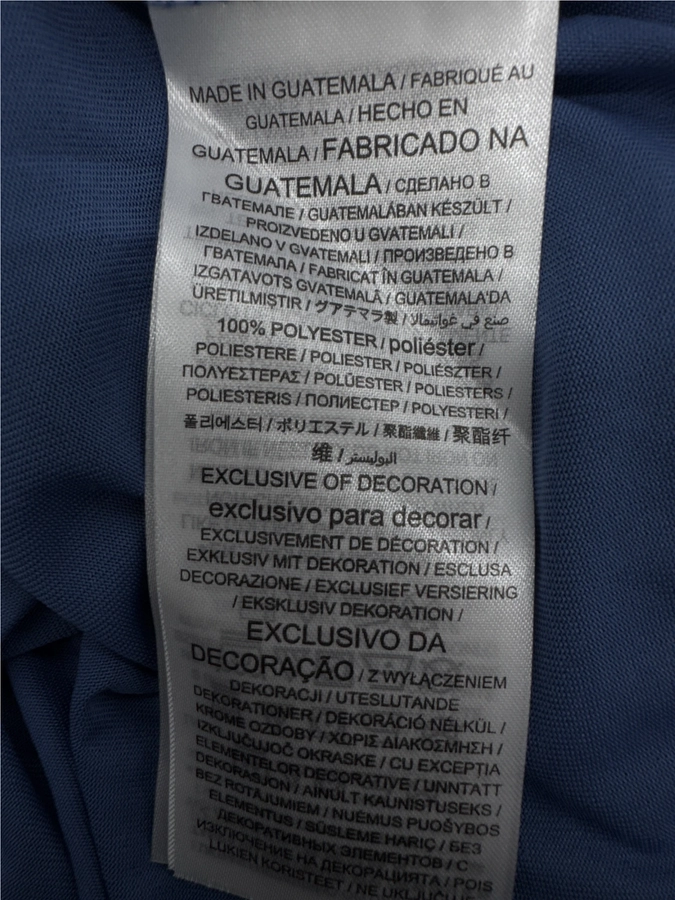 MADE IN GUATEMALA / FABRIQUÉ AU
GUATEMALA / HECHO EN
GUATEMALA / FABRICADO NA
GUATEMALA / СДЕЛАНО В
ГВАТЕМАЛЕ / GUATEMALÁBAN KÉSZÜLT /
PROIZVEDENO U GVATEMALI /
IZDELANO V GVATEMALI / ПРОИЗВЕДЕНО В
ГВАТЕМАЛА / FABRICAT ÎN GUATEMALA /
IZGATAVOTS GVATEMALĀ / GUATEMALA'DA
ÜRETILMISTIR / グアテマラ製 / صنع في غواتيمالا
100% POLYESTER / poliéster /
POLIESTERE / POLIESTER / POLIÉSZTER /
ΠΟΛΥΕΣΤΕΡΑΣ / POLÜESTER / POLIESTERS /
POLIESTERIS / ПОЛИЕСТЕР / POLYESTERI /
폴리에스터 / ポリエステル / 聚酯纖維 / 聚酯纤
维 / البوليستر
EXCLUSIVE OF DECORATION /
exclusivo para decorar /
EXCLUSIVEMENT DE DÉCORATION /
EXKLUSIV MIT DEKORATION / ESCLUSA
DECORAZIONE / EXCLUSIEF VERSIERING
/ EKSKLUSIV DEKORATION /
EXCLUSIVO DA
DECORAÇÃO / Z WYŁĄCZENIEM
DEKORACJI / UTESLUTANDE
DEKORATIONER / DEKORÁCIÓ NÉLKÜL /
KROMĚ OZDOBY / ΧΩΡΙΣ ΔΙΑΚΟΣΜΗΣΗ /
IZKLJUČUJOČ OKRASKE / CU EXCEPŢIA
ELEMENTELOR DECORATIVE / UNNTATT
DEKORASJON / AINULT KAUNISTUSEKS /
BEZ ROTĀJUMIEM / NUĖMUS PUOŠYBOS
ELEMENTUS / SÜSLEME HARIÇ / БЕЗ
ДЕКОРАТИВНЫХ ЭЛЕМЕНТОВ / С
ИЗКЛЮЧЕНИЕ НА ДЕКОРАЦИЯТА / POIS
LUKIEN KORISTEET / NE UKLJUČUJE